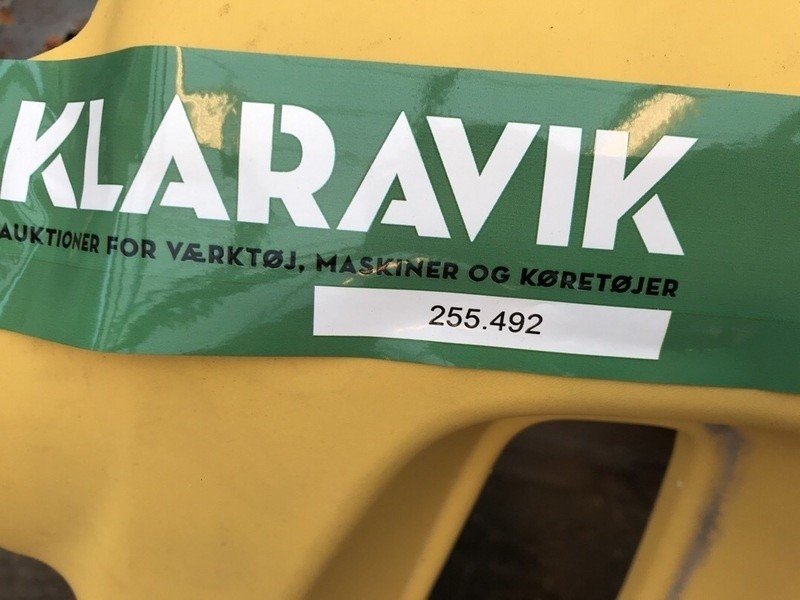 KLARAVIK
AUKTIONER FOR VÆRKTØJ, MASKINER OG KØRETØJER
255.492